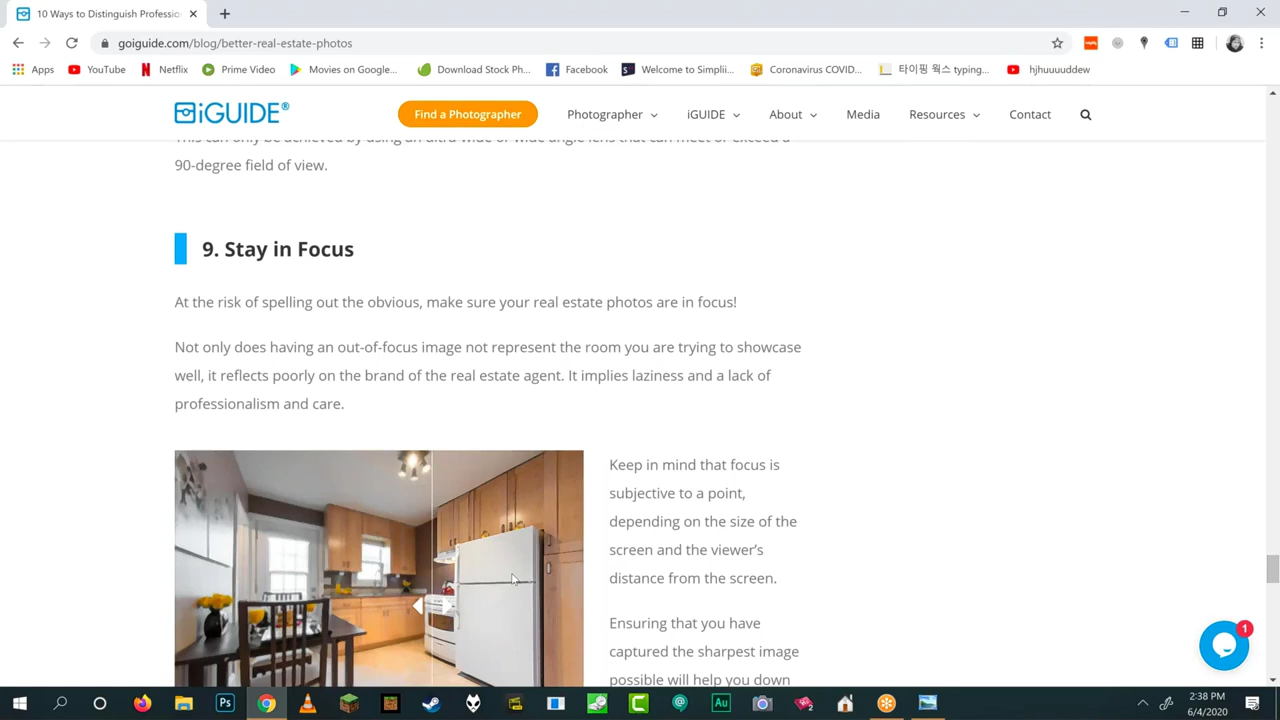 10 Ways to Distinguish Professio
goiguide.com/blog/better-real-estate-photos
Apps YouTube Netflix Prime Video Movies on Google... Download Stock Ph... Facebook Welcome to Simplii... Coronavirus COVID... 타이핑 웍스 typing... hjhuuuuddew
iGUIDE® Find a Photographer Photographer iGUIDE About Media Resources Contact
This can only be achieved by using an ultra-wide or wide-angle lens that can meet or exceed a
90-degree field of view.
9. Stay in Focus
At the risk of spelling out the obvious, make sure your real estate photos are in focus!
Not only does having an out-of-focus image not represent the room you are trying to showcase
well, it reflects poorly on the brand of the real estate agent. It implies laziness and a lack of
professionalism and care.
Keep in mind that focus is
subjective to a point,
depending on the size of the
screen and the viewer’s
distance from the screen.
Ensuring that you have
captured the sharpest image
possible will help you down
1
Ps
Au
2:38 PM
6/4/2020